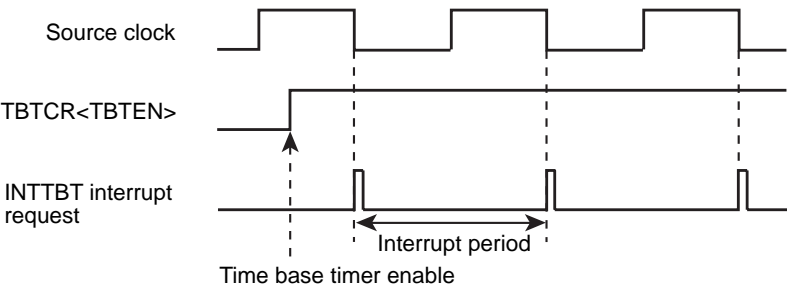 Source clock
TBTCR<TBTEN>
INTTBT interrupt
request
Interrupt period
Time base timer enable